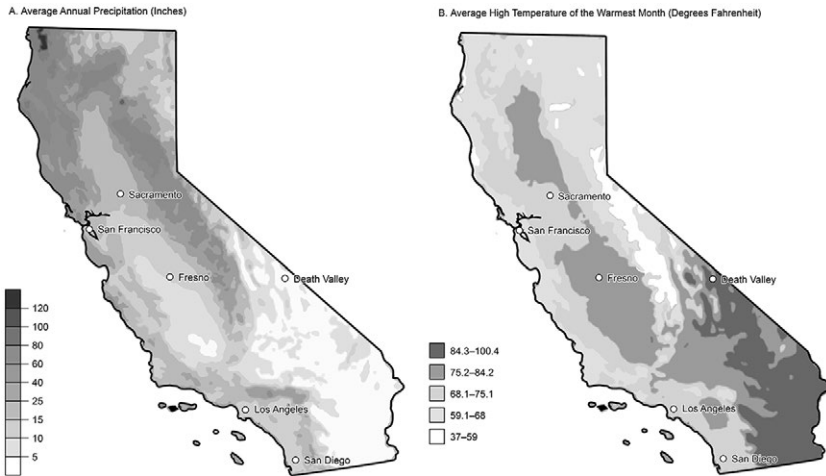 A. Average Annual Precipitation (Inches)
Sacramento
San Francisco
Fresno
Death Valley
Los Angeles
San Diego
120
100
80
60
40
25
15
10
5
B. Average High Temperature of the Warmest Month (Degrees Fahrenheit)
Sacramento
San Francisco
Fresno
Death Valley
Los Angeles
San Diego
84.3–100.4
75.2–84.2
68.1–75.1
59.1–68
37–59